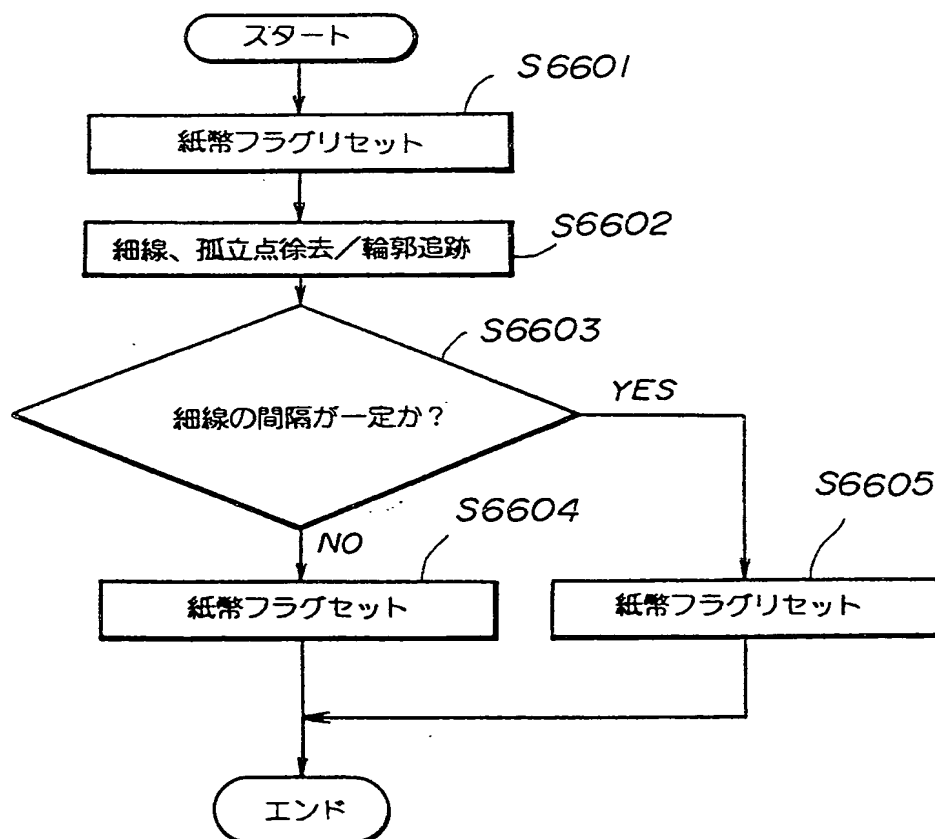 スタート
S6601
紙幣フラグリセット
S6602
細線、孤立点徐去/輪郭追跡
S6603
細線の間隔が一定か?
YES
S6604
S6605
NO
紙幣フラグセット
紙幣フラグリセット
エンド